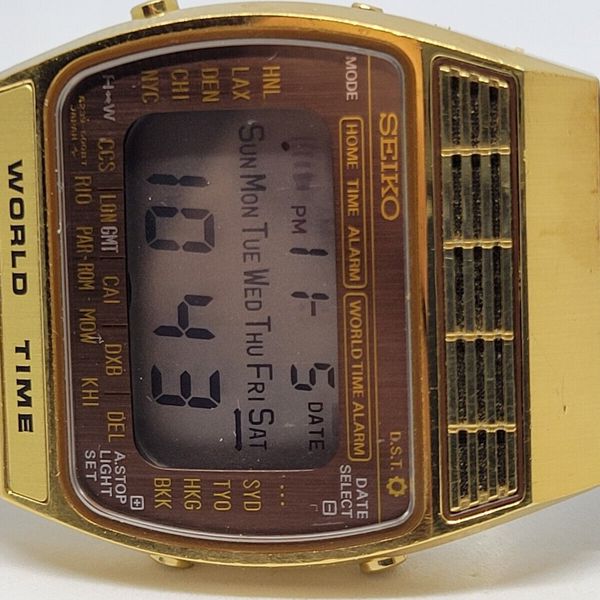 SEIKO
MODE HOME TIME ALARM WORLD TIME ALARM D.S.T.
DATE
SELECT
HNL
LAX
DEN
CHI
NYC
H↔W
PM 11-5 DATE
SUN MON TUE WED THU FRI SAT
10 43
SYD
TYO
HKG
BKK
CCS LON GMT CAI DXB DEL
RIO PAR·ROM MOW KHI
A.STOP
LIGHT
SET
WORLD TIME